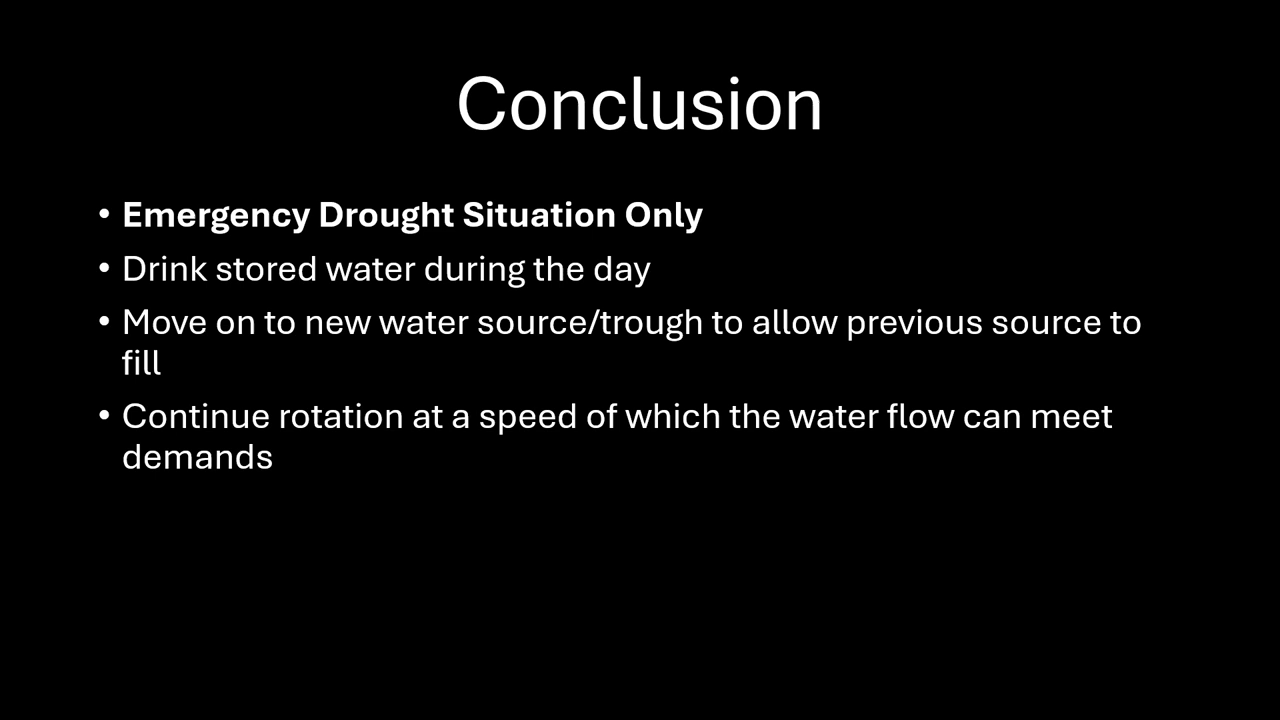 Conclusion
• Emergency Drought Situation Only
• Drink stored water during the day
• Move on to new water source/trough to allow previous source to
fill
• Continue rotation at a speed of which the water flow can meet
demands